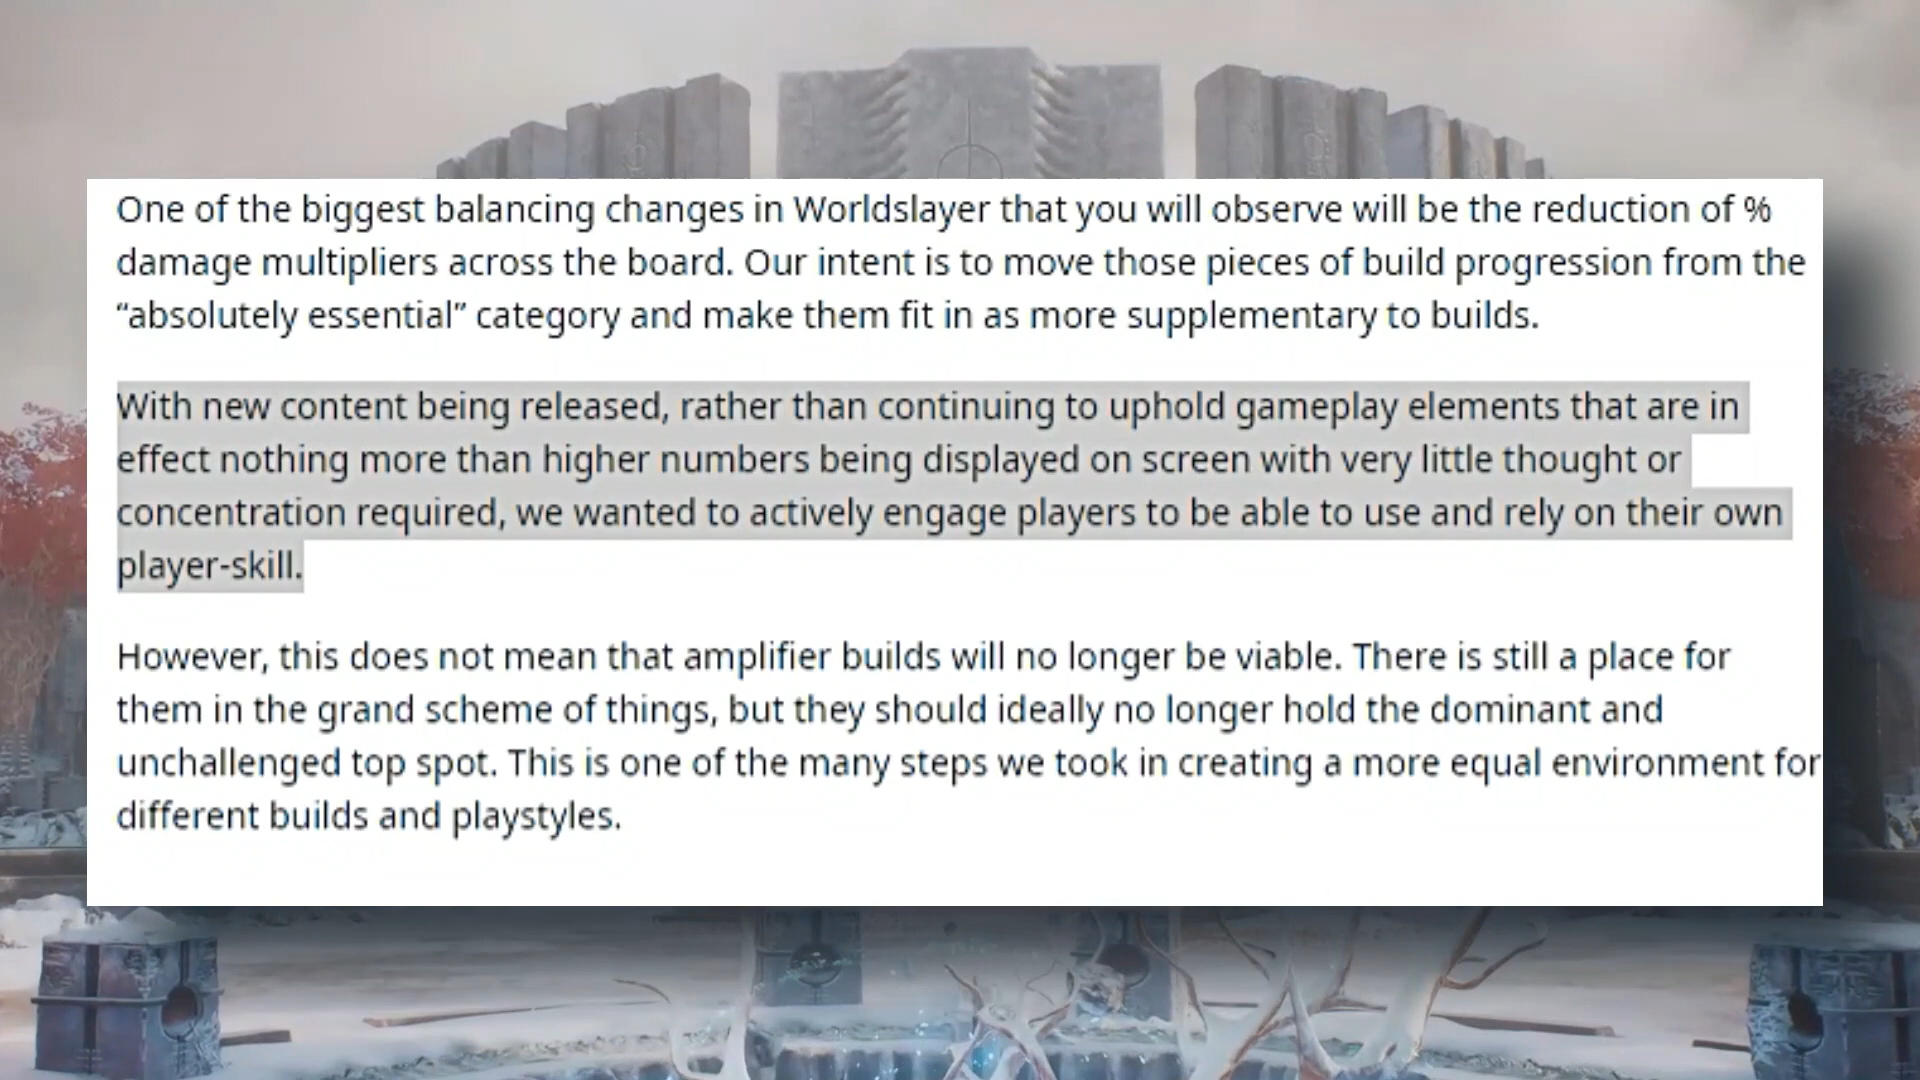 One of the biggest balancing changes in Worldslayer that you will observe will be the reduction of %
damage multipliers across the board. Our intent is to move those pieces of build progression from the
“absolutely essential” category and make them fit in as more supplementary to builds.
With new content being released, rather than continuing to uphold gameplay elements that are in
effect nothing more than higher numbers being displayed on screen with very little thought or
concentration required, we wanted to actively engage players to be able to use and rely on their own
player-skill.
However, this does not mean that amplifier builds will no longer be viable. There is still a place for
them in the grand scheme of things, but they should ideally no longer hold the dominant and
unchallenged top spot. This is one of the many steps we took in creating a more equal environment for
different builds and playstyles.